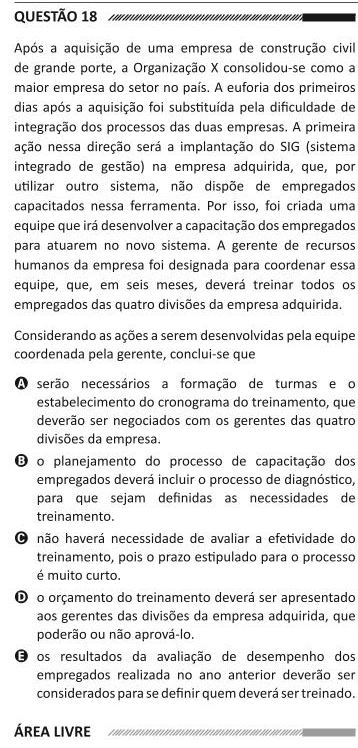 QUESTÃO 18
Após a aquisição de uma empresa de construção civil
de grande porte, a Organização X consolidou-se como a
maior empresa do setor no país. A euforia dos primeiros
dias após a aquisição foi substituída pela dificuldade de
integração dos processos das duas empresas. A primeira
ação nessa direção será a implantação do SIG (sistema
integrado de gestão) na empresa adquirida, que, por
utilizar outro sistema, não dispõe de empregados
capacitados nessa ferramenta. Por isso, foi criada uma
equipe que irá desenvolver a capacitação dos empregados
para atuarem no novo sistema. A gerente de recursos
humanos da empresa foi designada para coordenar essa
equipe, que, em seis meses, deverá treinar todos os
empregados das quatro divisões da empresa adquirida.
Considerando as ações a serem desenvolvidas pela equipe
coordenada pela gerente, conclui-se que
A serão necessários a formação de turmas e o
estabelecimento do cronograma do treinamento, que
deverão ser negociados com os gerentes das quatro
divisões da empresa.
B o planejamento do processo de capacitação dos
empregados deverá incluir o processo de diagnóstico,
para que sejam definidas as necessidades de
treinamento.
C não haverá necessidade de avaliar a efetividade do
treinamento, pois o prazo estipulado para o processo
é muito curto.
D o orçamento do treinamento deverá ser apresentado
aos gerentes das divisões da empresa adquirida, que
poderão ou não aprová-lo.
E os resultados da avaliação de desempenho dos
empregados realizada no ano anterior deverão ser
considerados para se definir quem deverá ser treinado.
ÁREA LIVRE